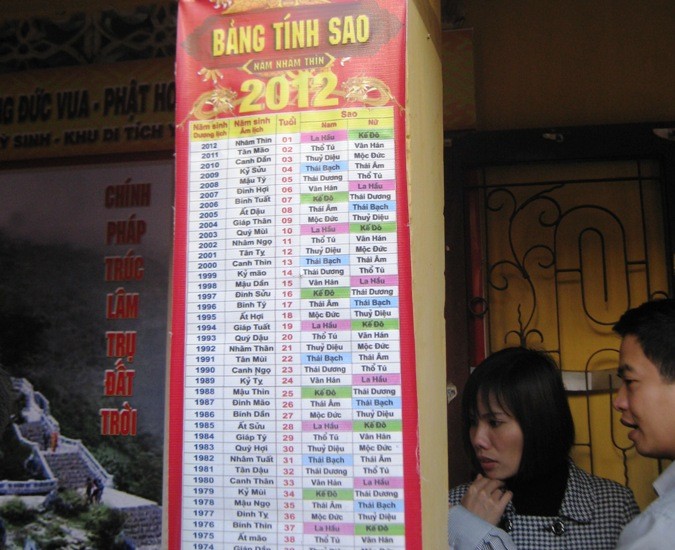 BẢNG TÍNH SAO
NĂM NHÂM THÌN
2012
NG ĐỨC VUA - PHẬT HO
Ỷ SINH - KHU DI TÍCH
CHÍNH
PHÁP
TRÚC
LÂM
TRỤ
ĐẤT
TRỜI
Năm sinh Dương lịch Năm sinh Âm lịch Tuổi Sao
Nam Nữ
2012 Nhâm Thìn 01 La Hầu Kế Đô
2011 Tân Mão 02 Thổ Tú Vân Hán
2010 Canh Dần 03 Thuỷ Diệu Mộc Đức
2009 Kỷ Sửu 04 Thái Bạch Thái Âm
2008 Mậu Tý 05 Thái Dương Thổ Tú
2007 Đinh Hợi 06 Vân Hán La Hầu
2006 Bính Tuất 07 Kế Đô Thái Dương
2005 Ất Dậu 08 Thái Âm Thái Bạch
2004 Giáp Thân 09 Mộc Đức Thuỷ Diệu
2003 Quý Mùi 10 La Hầu Kế Đô
2002 Nhâm Ngọ 11 Thổ Tú Vân Hán
2001 Tân Tỵ 12 Thuỷ Diệu Mộc Đức
2000 Canh Thìn 13 Thái Bạch Thái Âm
1999 Kỷ mão 14 Thái Dương Thổ Tú
1998 Mậu Dần 15 Vân Hán La Hầu
1997 Đinh Sửu 16 Kế Đô Thái Dương
1996 Bính Tý 17 Thái Âm Thái Bạch
1995 Ất Hợi 18 Mộc Đức Thuỷ Diệu
1994 Giáp Tuất 19 La Hầu Kế Đô
1993 Quý Dậu 20 Thổ Tú Vân Hán
1992 Nhâm Thân 21 Thuỷ Diệu Mộc Đức
1991 Tân Mùi 22 Thái Bạch Thái Âm
1990 Canh Ngọ 23 Thái Dương Thổ Tú
1989 Kỷ Tỵ 24 Vân Hán La Hầu
1988 Mậu Thìn 25 Kế Đô Thái Dương
1987 Đinh Mão 26 Thái Âm Thái Bạch
1986 Bính Dần 27 Mộc Đức Thuỷ Diệu
1985 Ất Sửu 28 La Hầu Kế Đô
1984 Giáp Tý 29 Thổ Tú Vân Hán
1983 Quý Hợi 30 Thuỷ Diệu Mộc Đức
1982 Nhâm Tuất 31 Thái Bạch Thái Âm
1981 Tân Dậu 32 Thái Dương Thổ Tú
1980 Canh Thân 33 Vân Hán La Hầu
1979 Kỷ Mùi 34 Kế Đô Thái Dương
1978 Mậu Ngọ 35 Thái Âm Thái Bạch
1977 Đinh Tỵ 36 Mộc Đức Thuỷ Diệu
1976 Bính Thìn 37 La Hầu Kế Đô
1975 Ất mão 38 Thổ Tú Vân Hán
1974 Giáp Dần 39 Mộc Đức